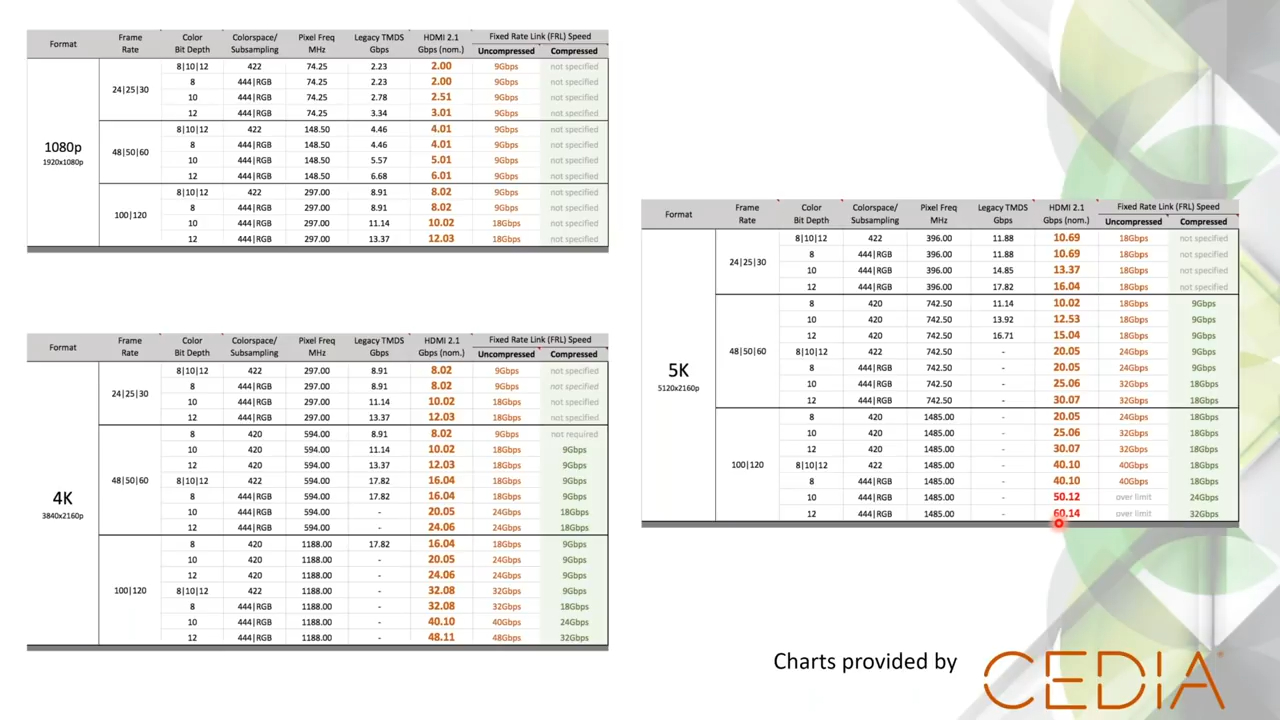 Format Frame Rate Color Bit Depth Colorspace/ Subsampling Pixel Freq MHz Legacy TMDS Gbps HDMI 2.1 Gbps (nom.) Fixed Rate Link (FRL) Speed Uncompressed Compressed
1080p 1920x1080p
24|25|30
8|10|12 422 74.25 2.23 2.00 9Gbps not specified
8 444|RGB 74.25 2.23 2.00 9Gbps not specified
10 444|RGB 74.25 2.78 2.51 9Gbps not specified
12 444|RGB 74.25 3.34 3.01 9Gbps not specified
48|50|60
8|10|12 422 148.50 4.46 4.01 9Gbps not specified
8 444|RGB 148.50 4.46 4.01 9Gbps not specified
10 444|RGB 148.50 5.57 5.01 9Gbps not specified
12 444|RGB 148.50 6.68 6.01 9Gbps not specified
100|120
8|10|12 422 297.00 8.91 8.02 9Gbps not specified
8 444|RGB 297.00 8.91 8.02 9Gbps not specified
10 444|RGB 297.00 11.14 10.02 18Gbps not specified
12 444|RGB 297.00 13.37 12.03 18Gbps not specified
Format Frame Rate Color Bit Depth Colorspace/ Subsampling Pixel Freq MHz Legacy TMDS Gbps HDMI 2.1 Gbps (nom.) Fixed Rate Link (FRL) Speed Uncompressed Compressed
4K 3840x2160p
24|25|30
8|10|12 422 297.00 8.91 8.02 9Gbps not specified
8 444|RGB 297.00 8.91 8.02 9Gbps not specified
10 444|RGB 297.00 11.14 10.02 18Gbps not specified
12 444|RGB 297.00 13.37 12.03 18Gbps not specified
48|50|60
8 420 594.00 8.91 8.02 9Gbps not required
10 420 594.00 11.14 10.02 18Gbps 9Gbps
12 420 594.00 13.37 12.03 18Gbps 9Gbps
8|10|12 422 594.00 17.82 16.04 18Gbps 9Gbps
8 444|RGB 594.00 17.82 16.04 18Gbps 9Gbps
10 444|RGB 594.00 - 20.05 24Gbps 18Gbps
12 444|RGB 594.00 - 24.06 24Gbps 18Gbps
100|120
8 420 1188.00 17.82 16.04 18Gbps 9Gbps
10 420 1188.00 - 20.05 24Gbps 9Gbps
12 420 1188.00 - 24.06 24Gbps 9Gbps
8|10|12 422 1188.00 - 32.08 32Gbps 9Gbps
8 444|RGB 1188.00 - 32.08 32Gbps 18Gbps
10 444|RGB 1188.00 - 40.10 40Gbps 24Gbps
12 444|RGB 1188.00 - 48.11 48Gbps 32Gbps
Format Frame Rate Color Bit Depth Colorspace/ Subsampling Pixel Freq MHz Legacy TMDS Gbps HDMI 2.1 Gbps (nom.) Fixed Rate Link (FRL) Speed Uncompressed Compressed
5K 5120x2160p
24|25|30
8|10|12 422 396.00 11.88 10.69 18Gbps not specified
8 444|RGB 396.00 11.88 10.69 18Gbps not specified
10 444|RGB 396.00 14.85 13.37 18Gbps not specified
12 444|RGB 396.00 17.82 16.04 18Gbps not specified
48|50|60
8 420 742.50 11.14 10.02 18Gbps 9Gbps
10 420 742.50 13.92 12.53 18Gbps 9Gbps
12 420 742.50 16.71 15.04 18Gbps 9Gbps
8|10|12 422 742.50 - 20.05 24Gbps 9Gbps
8 444|RGB 742.50 - 20.05 24Gbps 9Gbps
10 444|RGB 742.50 - 25.06 32Gbps 18Gbps
12 444|RGB 742.50 - 30.07 32Gbps 18Gbps
100|120
8 420 1485.00 - 20.05 24Gbps 18Gbps
10 420 1485.00 - 25.06 32Gbps 18Gbps
12 420 1485.00 - 30.07 32Gbps 18Gbps
8|10|12 422 1485.00 - 40.10 40Gbps 18Gbps
8 444|RGB 1485.00 - 40.10 40Gbps 18Gbps
10 444|RGB 1485.00 - 50.12 over limit 24Gbps
12 444|RGB 1485.00 - 60.14 over limit 32Gbps
Charts provided by
CEDIA